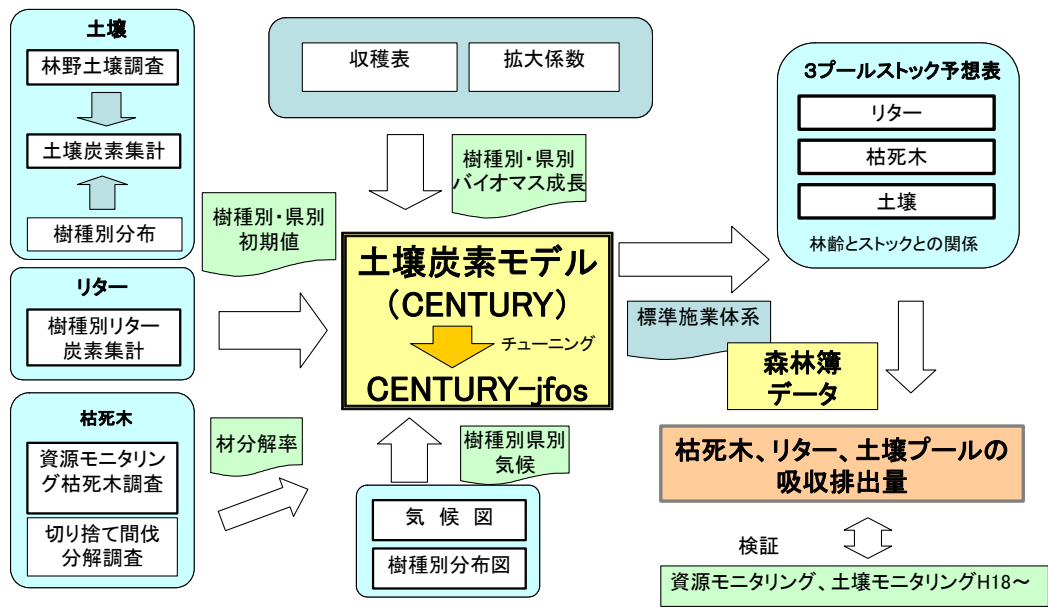 土壌
林野土壌調査
土壌炭素集計
樹種別分布
リター
樹種別リター
炭素集計
枯死木
資源モニタリン
グ枯死木調査
切り捨て間伐
分解調査
収穫表
拡大係数
樹種別・県別
バイオマス成長
樹種別・県別
初期値
材分解率
土壌炭素モデル
（CENTURY）
チューニング
CENTURY-jfos
樹種別県別
気候
気 候 図
樹種別分布図
３プールストック予想表
リター
枯死木
土壌
林齢とストックとの関係
標準施業体系
森林簿
データ
枯死木、リター、土壌プールの
吸収排出量
検証
資源モニタリング、土壌モニタリングH18～